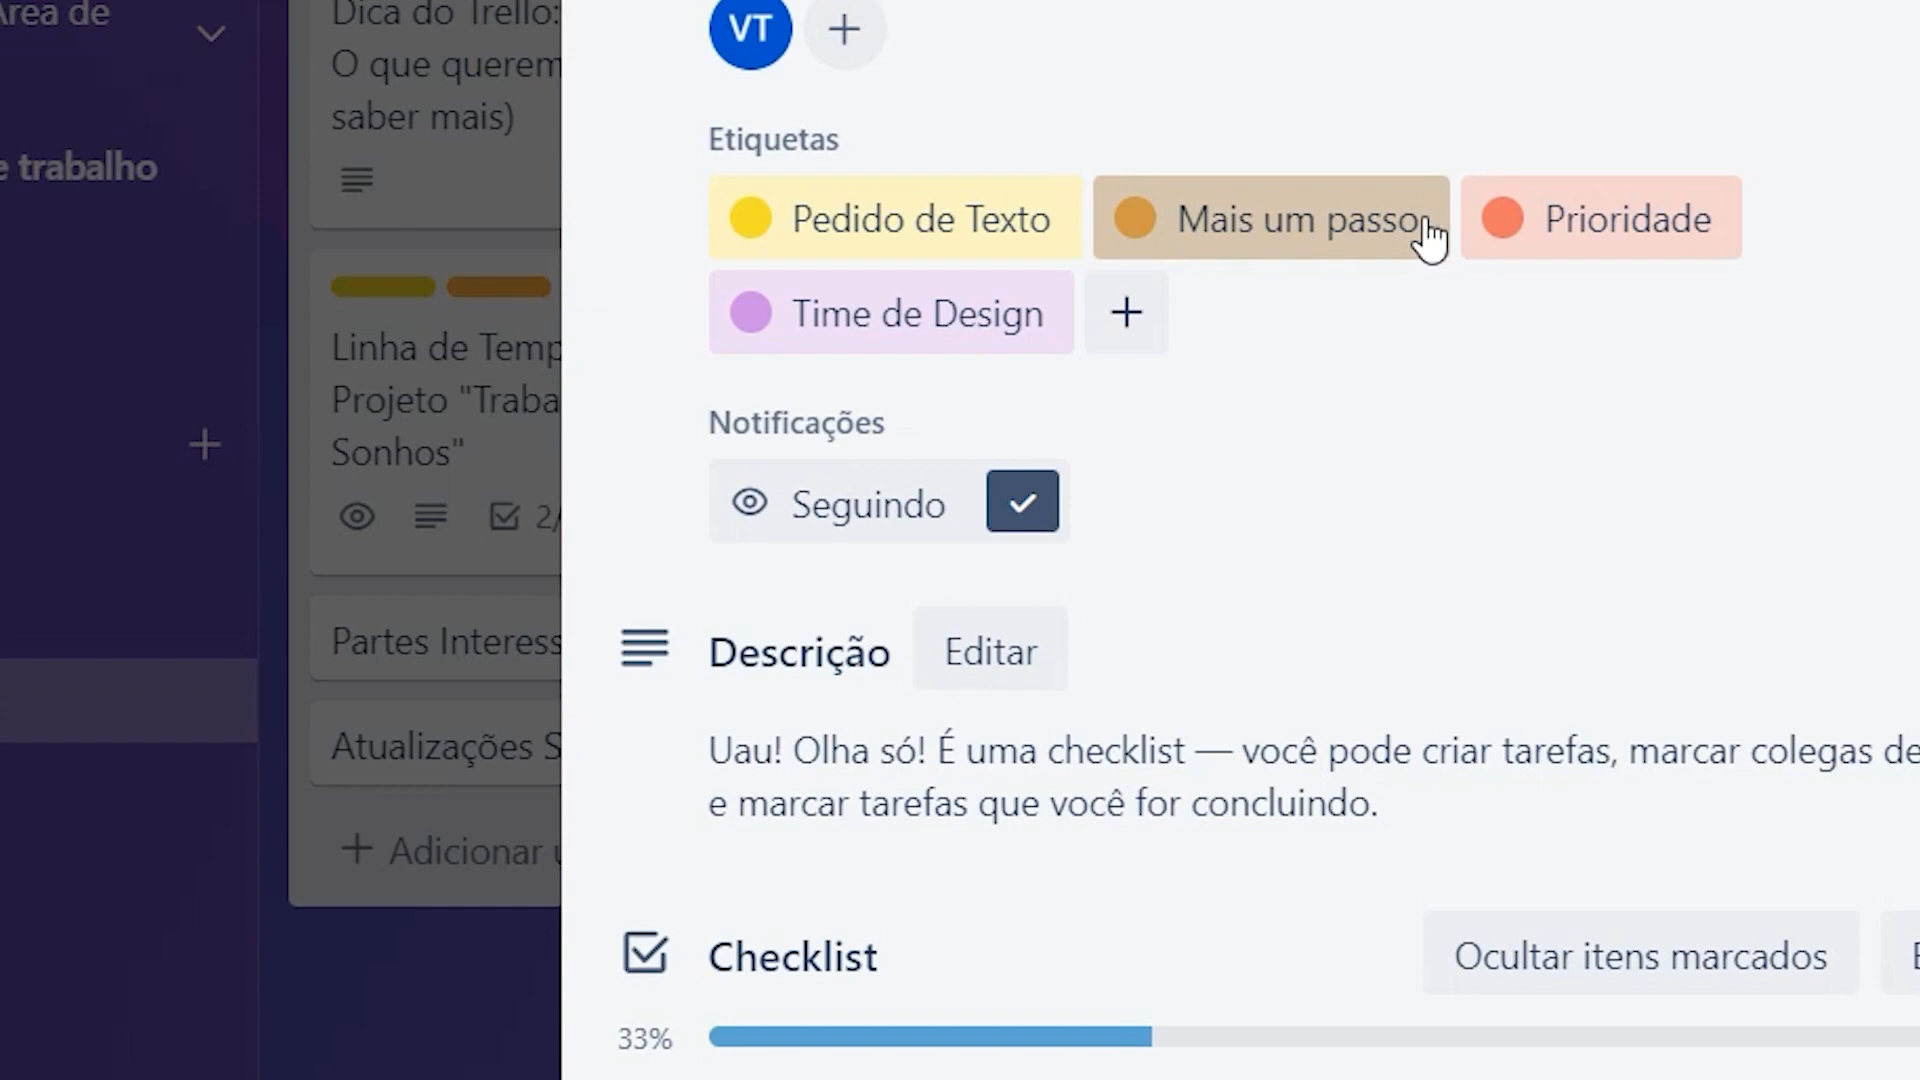 Área de
e trabalho
Dica do Trello:
O que querem
saber mais)
Linha de Temp
Projeto "Traba
Sonhos"
2/
Partes Interess
Atualizações S
Adicionar u
VT
Etiquetas
Pedido de Texto
Mais um passo
Prioridade
Time de Design
Notificações
Seguindo
Descrição
Editar
Uau! Olha só! É uma checklist — você pode criar tarefas, marcar colegas de
e marcar tarefas que você for concluindo.
Checklist
Ocultar itens marcados
E
33%